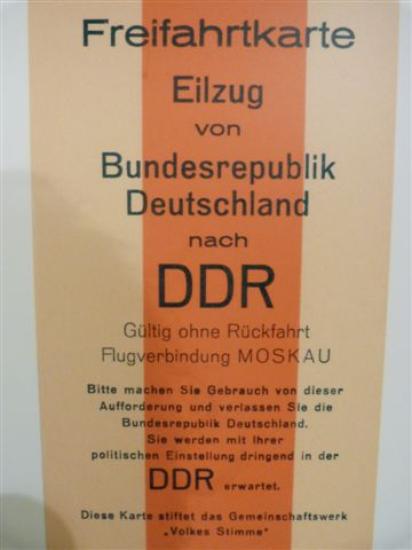 Freifahrtkarte
Eilzug
von
Bundesrepublik
Deutschland
nach
DDR
Gültig ohne Rückfahrt
Flugverbindung MOSKAU
Bitte machen Sie Gebrauch von dieser
Aufforderung und verlassen Sie die
Bundesrepublik Deutschland.
Sie werden mit Ihrer
politischen Einstellung dringend in der
DDR erwartet.
Diese Karte stiftet das Gemeinschaftswerk
„Volkes Stimme"